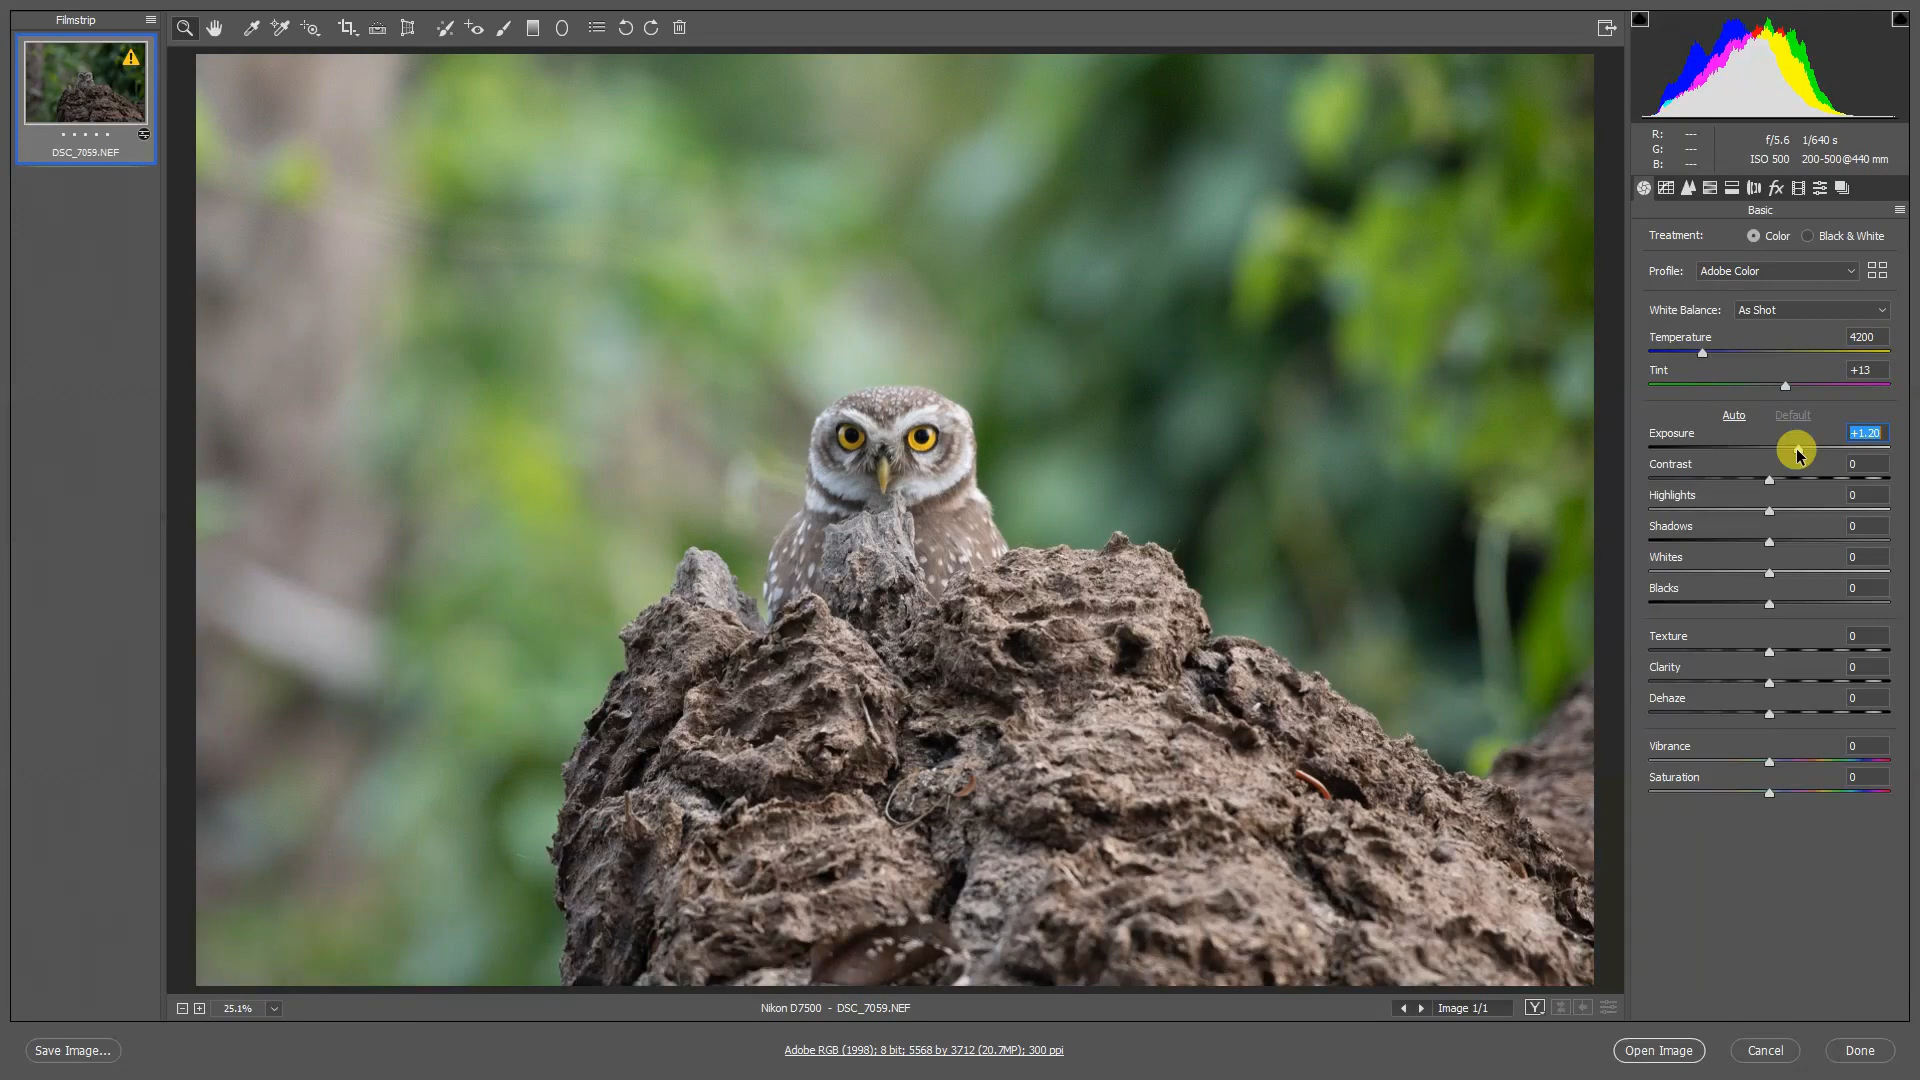 Filmstrip
DSC_7059.NEF
25.1%
Nikon D7500 - DSC_7059.NEF
Image 1/1
Y
Save Image...
Adobe RGB (1998); 8 bit; 5568 by 3712 (20.7MP); 300 ppi
Open Image
Cancel
Done
R: ---
G: ---
B: ---
f/5.6 1/640 s
ISO 500 200-500@440 mm
fx
Basic
Treatment: Color Black & White
Profile: Adobe Color
White Balance: As Shot
Temperature 4200
Tint +13
Auto Default
Exposure +1.20
Contrast 0
Highlights 0
Shadows 0
Whites 0
Blacks 0
Texture 0
Clarity 0
Dehaze 0
Vibrance 0
Saturation 0